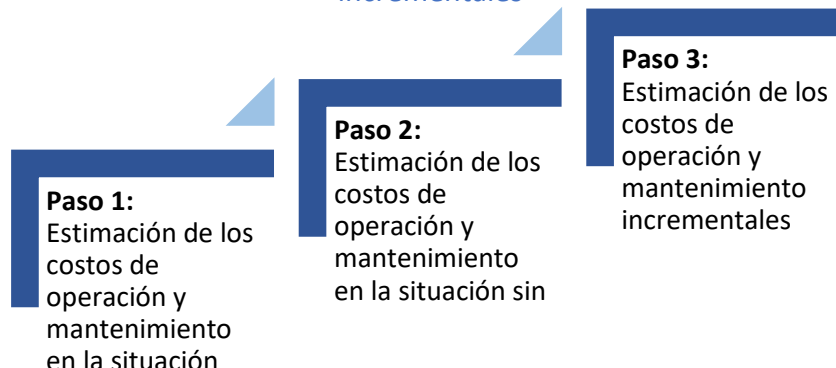 incrementales
Paso 1:
Estimación de los
costos de
operación y
mantenimiento
en la situación
Paso 2:
Estimación de los
costos de
operación y
mantenimiento
en la situación sin
Paso 3:
Estimación de los
costos de
operación y
mantenimiento
incrementales